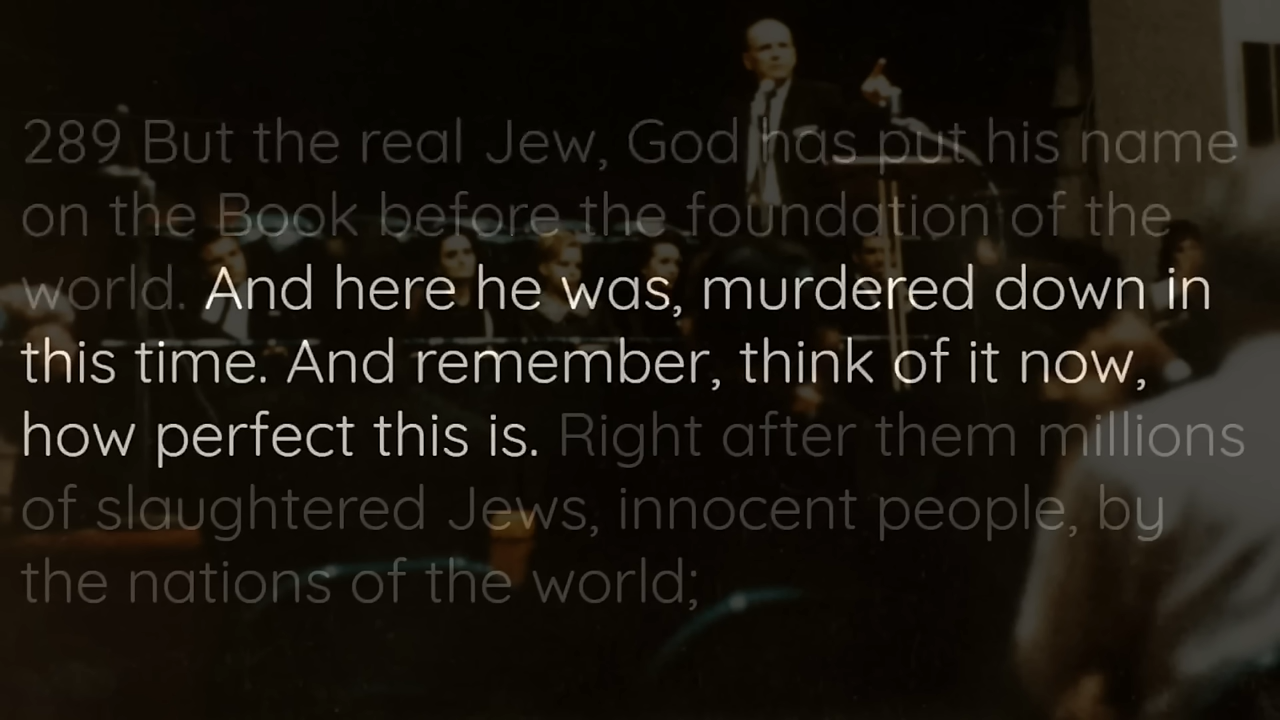 289 But the real Jew, God has put his name
on the Book before the foundation of the
world. And here he was, murdered down in
this time. And remember, think of it now,
how perfect this is. Right after them millions
of slaughtered Jews, innocent people, by
the nations of the world;